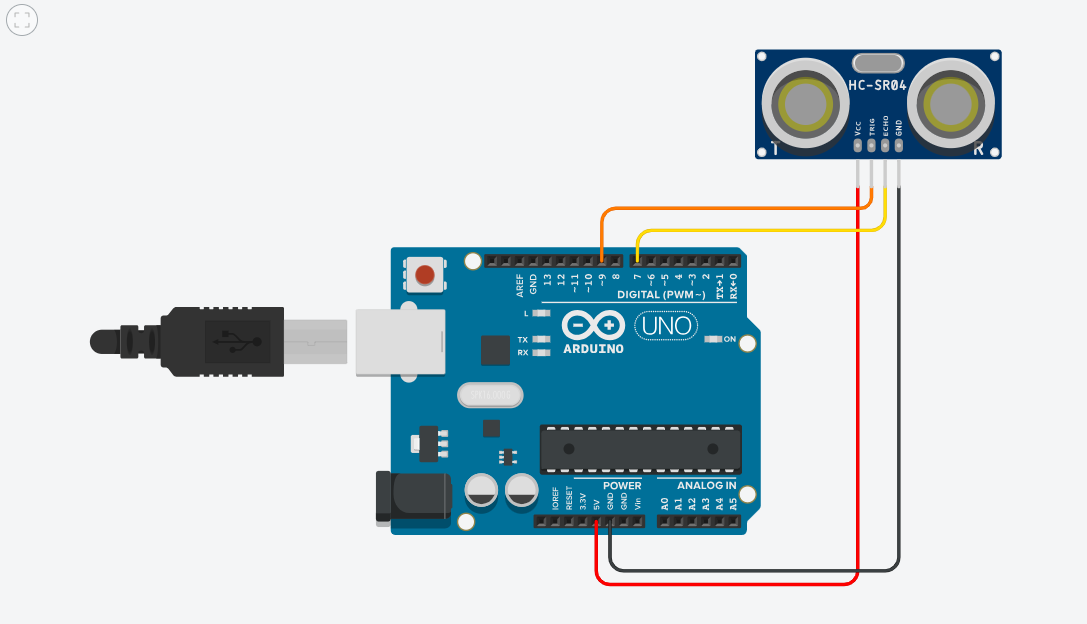 HC-SR04
VCC
TRIG
ECHO
GND
T
R
AREF
GND
13
12
~11
~10
~9
8
7
~6
~5
4
~3
2
TX→1
RX←0
DIGITAL (PWM~)
L
TX
RX
ARDUINO
UNO
ON
POWER
ANALOG IN
IOREF
RESET
3.3V
5V
GND
GND
Vin
A0
A1
A2
A3
A4
A5